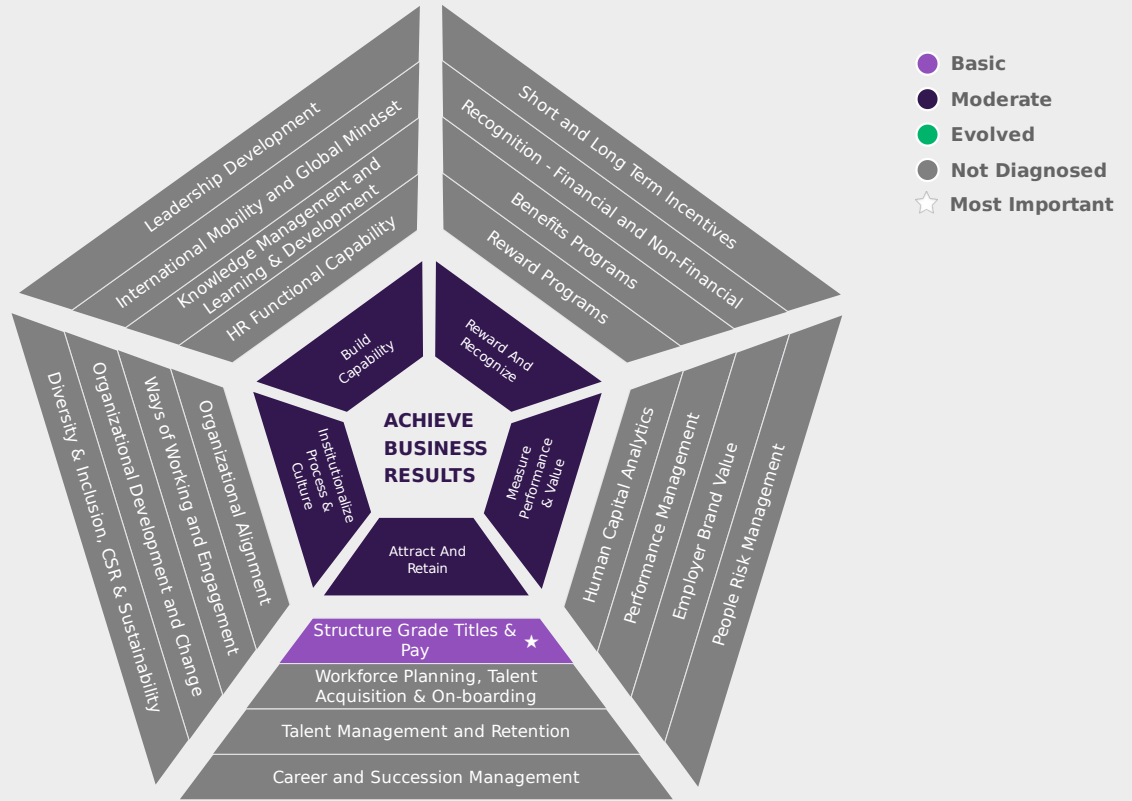 Leadership Development
International Mobility and Global Mindset
Knowledge Management and
Learning & Development
HR Functional Capability
Short and Long Term Incentives
Recognition - Financial and Non-Financial
Benefits Programs
Reward Programs
Basic
Moderate
Evolved
Not Diagnosed
Most Important
Build
Capability
Reward And
Recognize
ACHIEVE
BUSINESS
RESULTS
Institutionalize
Process &
Culture
Measure
Performance
& Value
Attract And
Retain
Diversity & Inclusion, CSR & Sustainability
Organizational Development and Change
Ways of Working and Engagement
Organizational Alignment
Human Capital Analytics
Performance Management
Employer Brand Value
People Risk Management
Structure Grade Titles &
Pay
Workforce Planning, Talent
Acquisition & On-boarding
Talent Management and Retention
Career and Succession Management